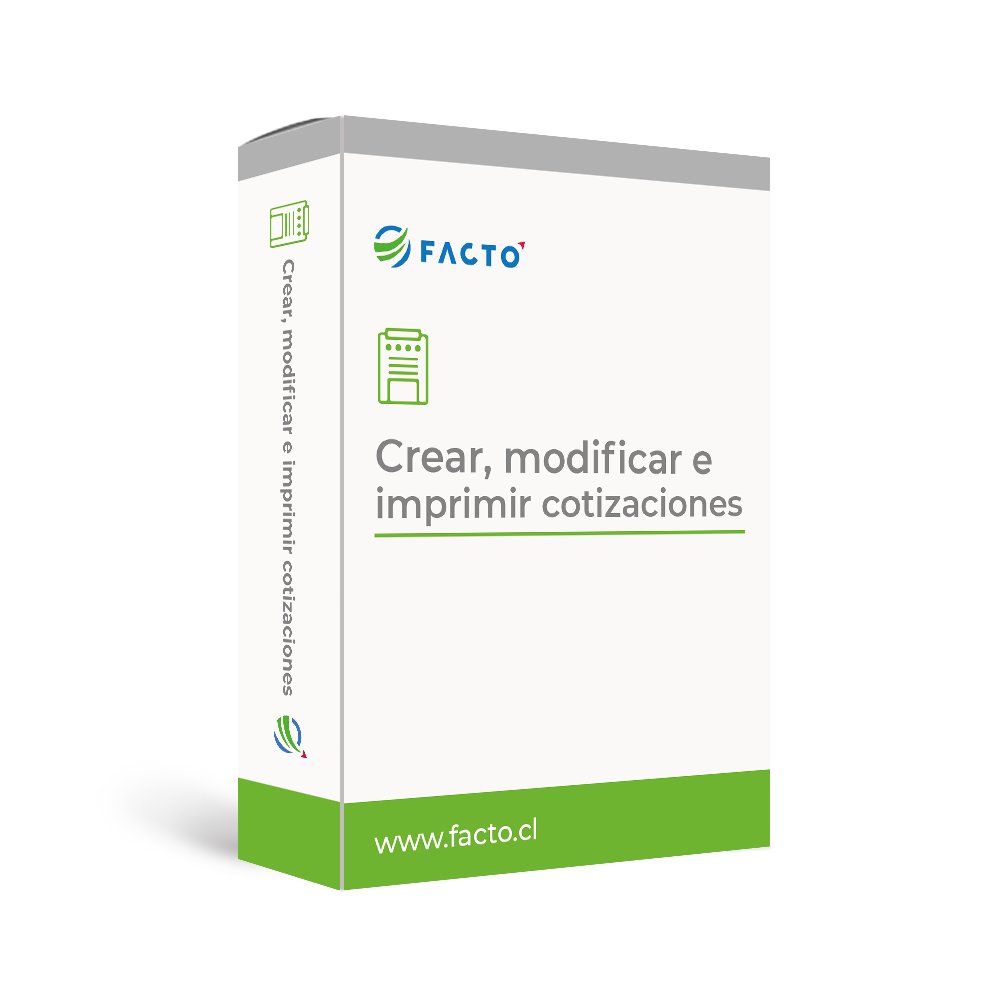 FACTO
Crear, modificar e
imprimir cotizaciones
www.facto.cl
Crear, modificar e imprimir cotizaciones